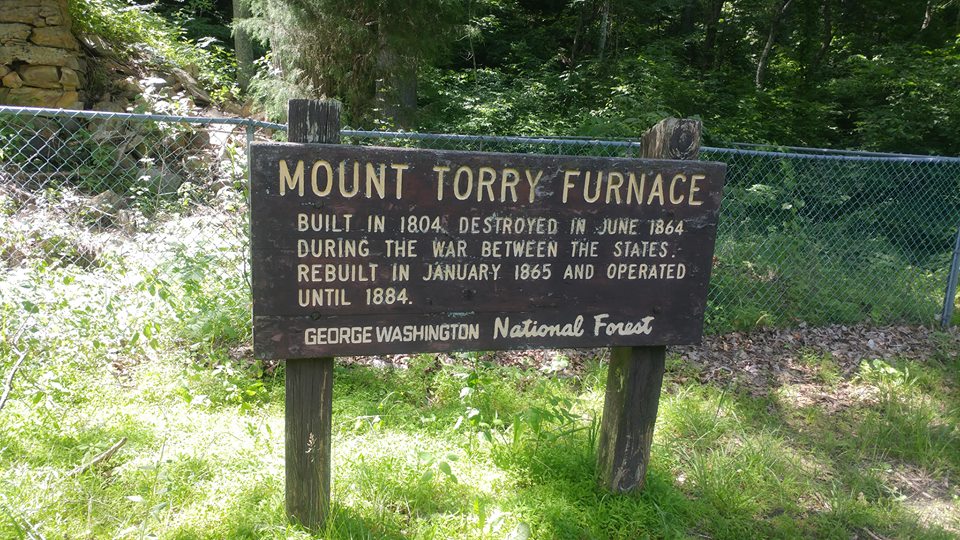 MOUNT TORRY FURNACE
BUILT IN 1804. DESTROYED IN JUNE 1864
DURING THE WAR BETWEEN THE STATES.
REBUILT IN JANUARY 1865 AND OPERATED
UNTIL 1884.
GEORGE WASHINGTON National Forest